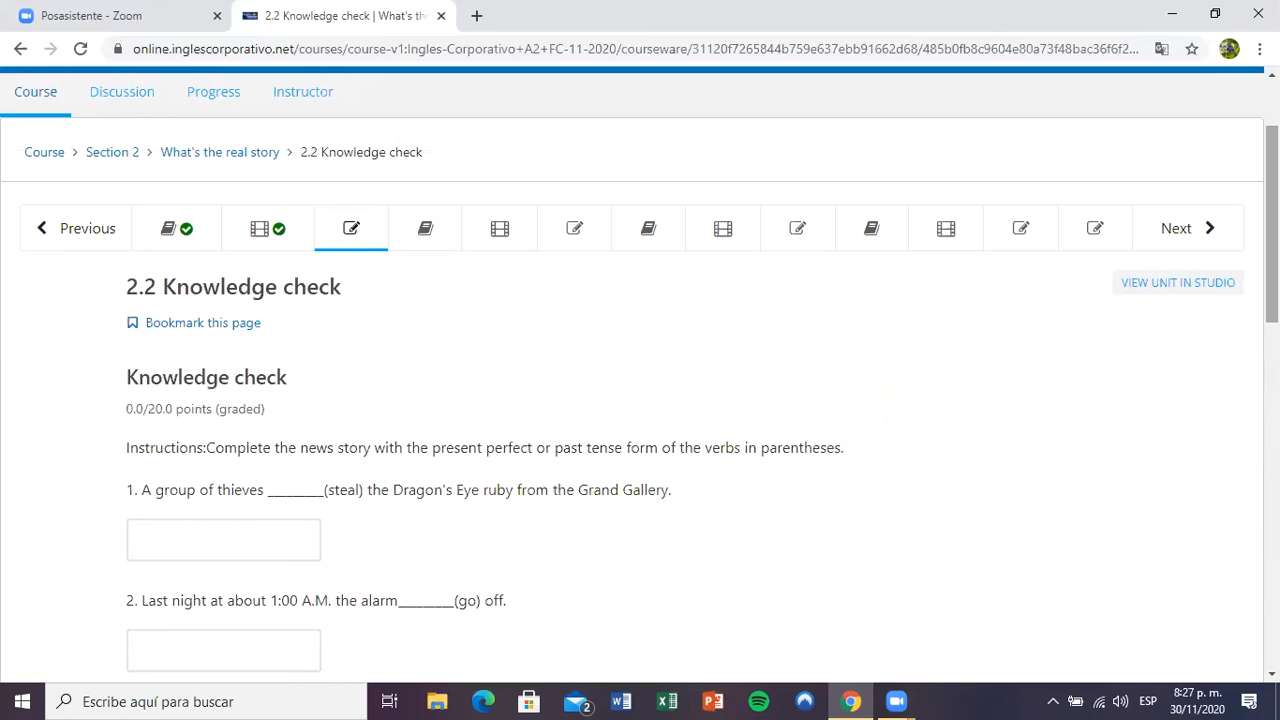 Posasistente - Zoom
2.2 Knowledge check | What's the
online.inglescorporativo.net/courses/course-v1:Ingles-Corporativo+A2+FC-11-2020/courseware/31120f7265844b759e637ebb91662d68/485b0fb8c9604e80a73f48bac36f6f2...
Course Discussion Progress Instructor
Course > Section 2 > What's the real story > 2.2 Knowledge check
Previous Next
2.2 Knowledge check
VIEW UNIT IN STUDIO
Bookmark this page
Knowledge check
0.0/20.0 points (graded)
Instructions:Complete the news story with the present perfect or past tense form of the verbs in parentheses.
1. A group of thieves ________(steal) the Dragon's Eye ruby from the Grand Gallery.
2. Last night at about 1:00 A.M. the alarm________(go) off.
Escribe aquí para buscar
2
ESP
8:27 p. m.
30/11/2020